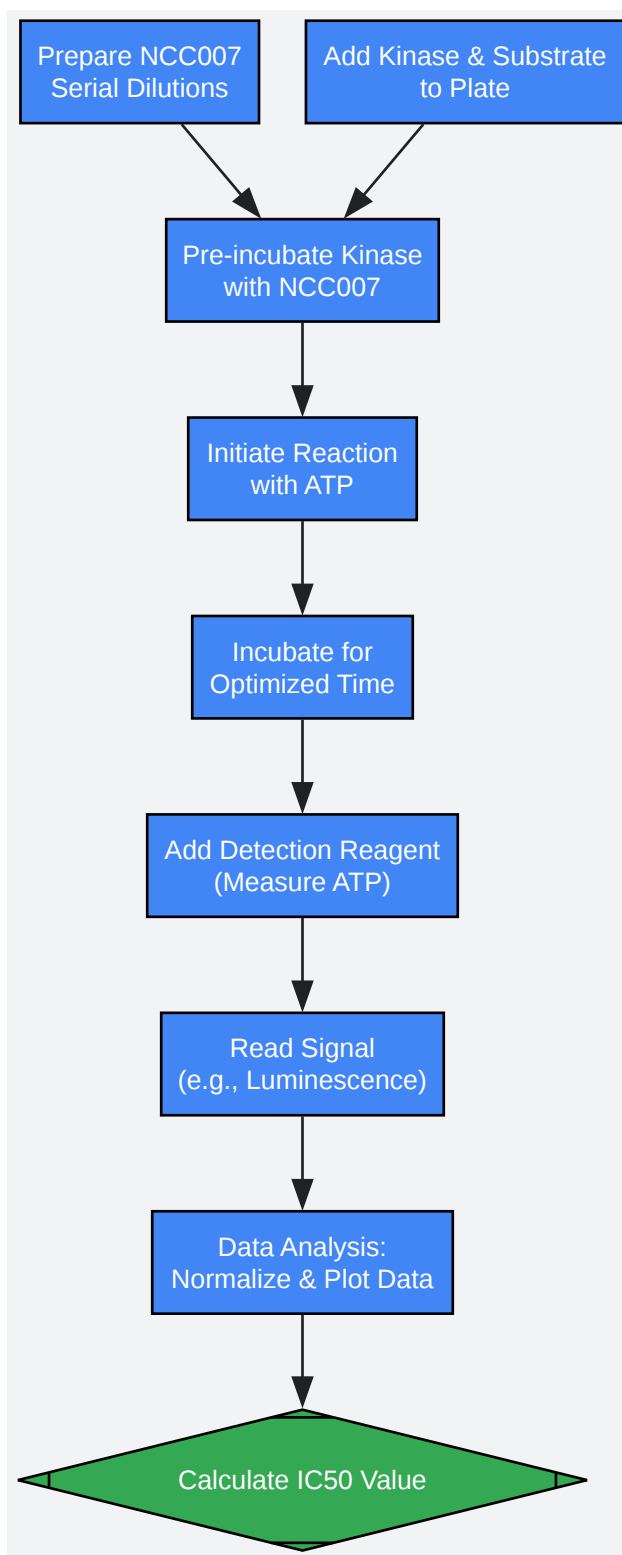 Prepare NCC007
Serial Dilutions
Add Kinase & Substrate
to Plate
Pre-incubate Kinase
with NCC007
Initiate Reaction
with ATP
Incubate for
Optimized Time
Add Detection Reagent
(Measure ATP)
Read Signal
(e.g., Luminescence)
Data Analysis:
Normalize & Plot Data
Calculate IC50 Value